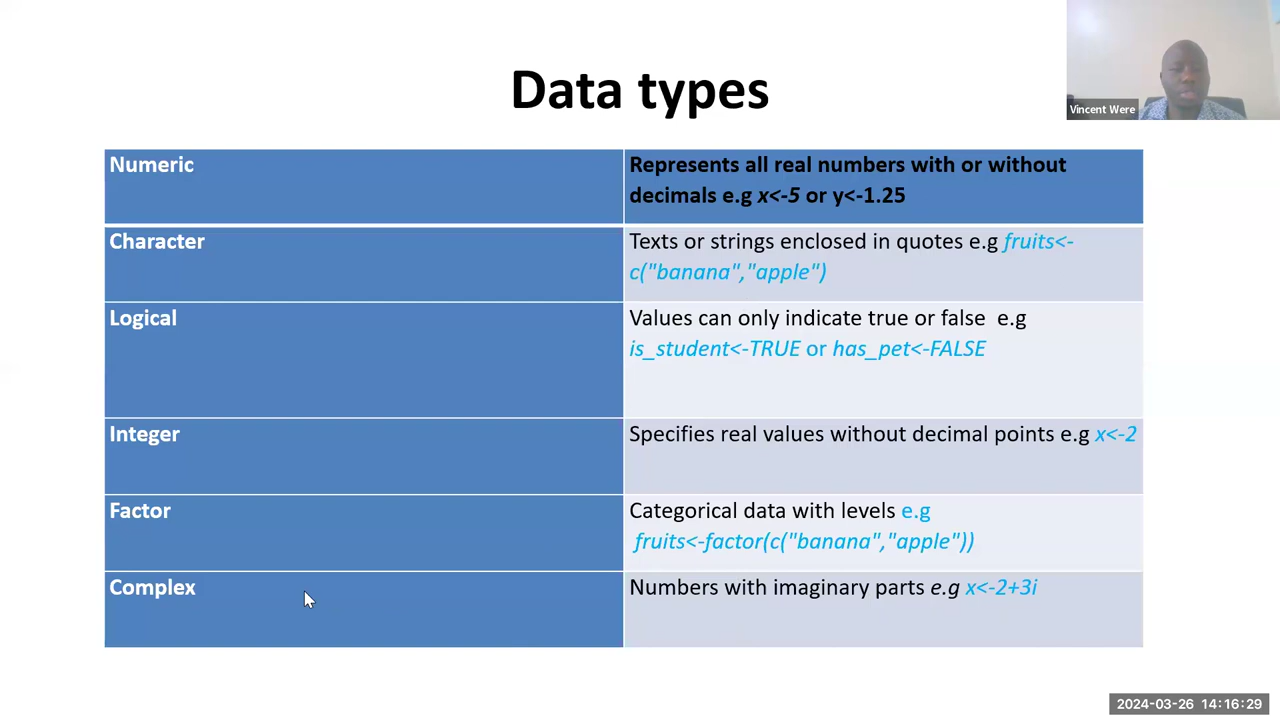 Data types
Vincent Were
Numeric
Represents all real numbers with or without
decimals e.g x<-5 or y<-1.25
Character
Texts or strings enclosed in quotes e.g fruits<-
c("banana","apple")
Logical
Values can only indicate true or false  e.g
is_student<-TRUE or has_pet<-FALSE
Integer
Specifies real values without decimal points e.g x<-2
Factor
Categorical data with levels e.g
fruits<-factor(c("banana","apple"))
Complex
Numbers with imaginary parts e.g x<-2+3i
2024-03-26 14:16:29